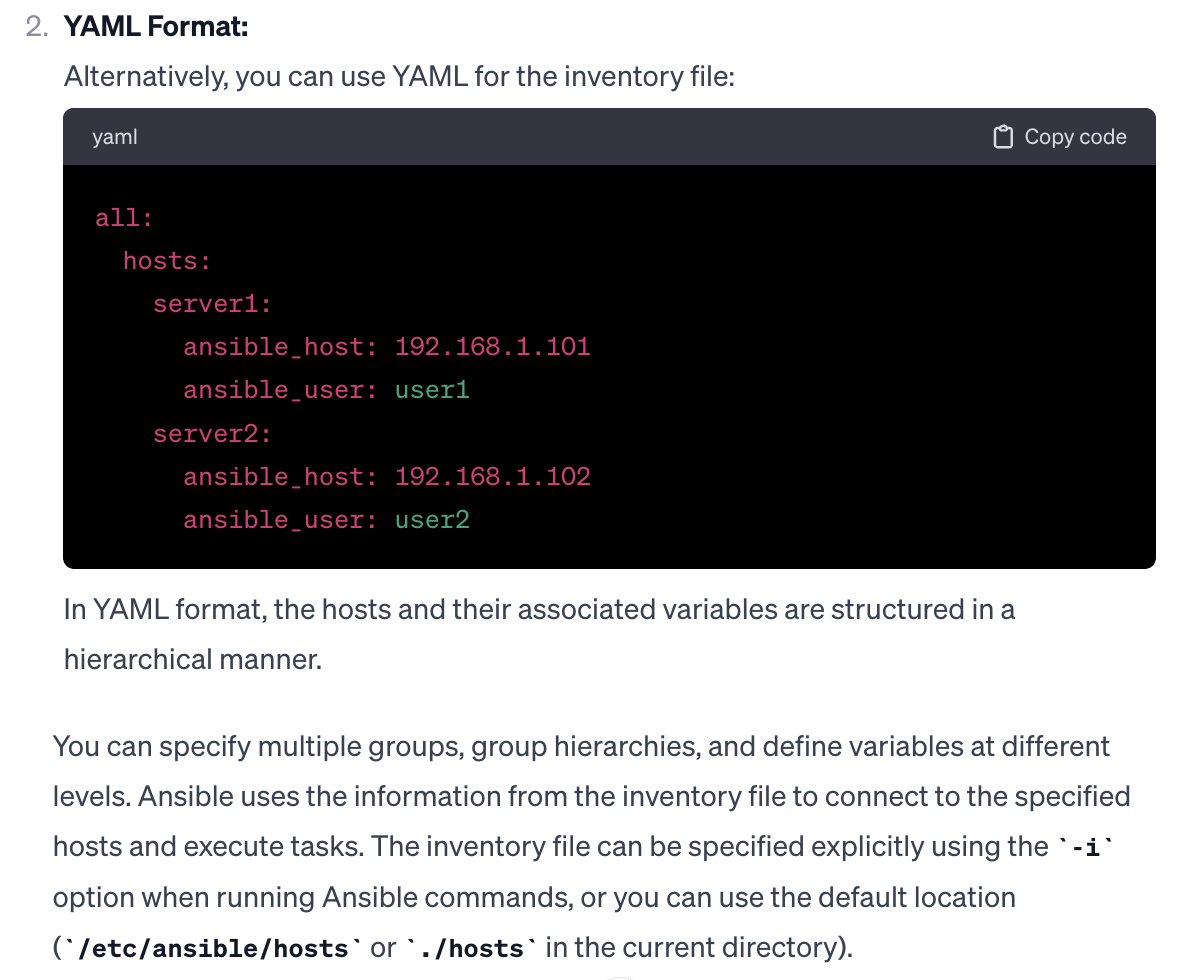 2. YAML Format:
Alternatively, you can use YAML for the inventory file:
yaml Copy code
all:
  hosts:
    server1:
      ansible_host: 192.168.1.101
      ansible_user: user1
    server2:
      ansible_host: 192.168.1.102
      ansible_user: user2
In YAML format, the hosts and their associated variables are structured in a
hierarchical manner.
You can specify multiple groups, group hierarchies, and define variables at different
levels. Ansible uses the information from the inventory file to connect to the specified
hosts and execute tasks. The inventory file can be specified explicitly using the `-i`
option when running Ansible commands, or you can use the default location
(`/etc/ansible/hosts` or `./hosts` in the current directory).